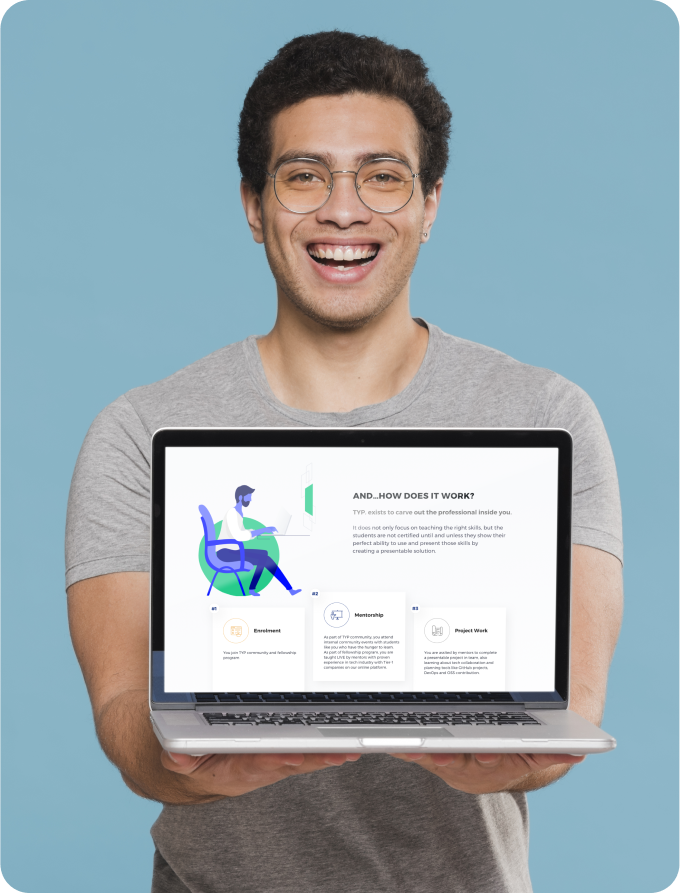 AND...HOW DOES IT WORK?
TYP: exists to carve out the professional inside you.
It does not only focus on teaching the right skills, but the
students are not certified until and unless they show their
perfect ability to use and present those skills by
creating a presentable solution.
#1
Enrolment
You join TYP community and fellowship
program
#2
Mentorship
As part of TYP community, you attend
internal community events with students
like you who have the hunger to learn.
As part of fellowship program, you are
taught LIVE by mentors with proven
experience in tech industry with Tier-1
companies on our online platform.
#3
Project Work
You are assited by mentors to complete
a presentable project in team, also
learning about tech collaboration and
planning tools like GitHub projects
DevOps and OSS contribution.